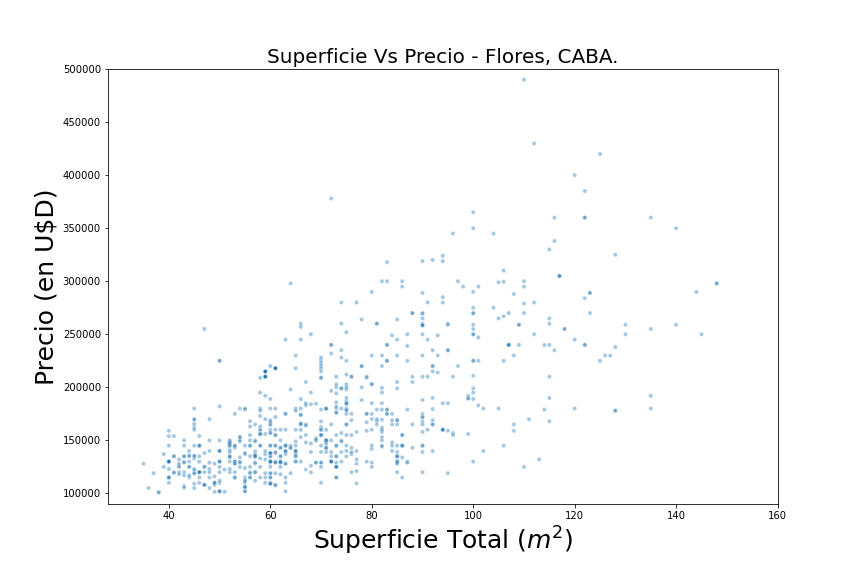 Superficie Vs Precio - Flores, CABA.
500000
450000
400000
350000
300000
250000
200000
150000
100000
Precio (en U$D)
40 60 80 100 120 140 160
Superficie Total (m²)